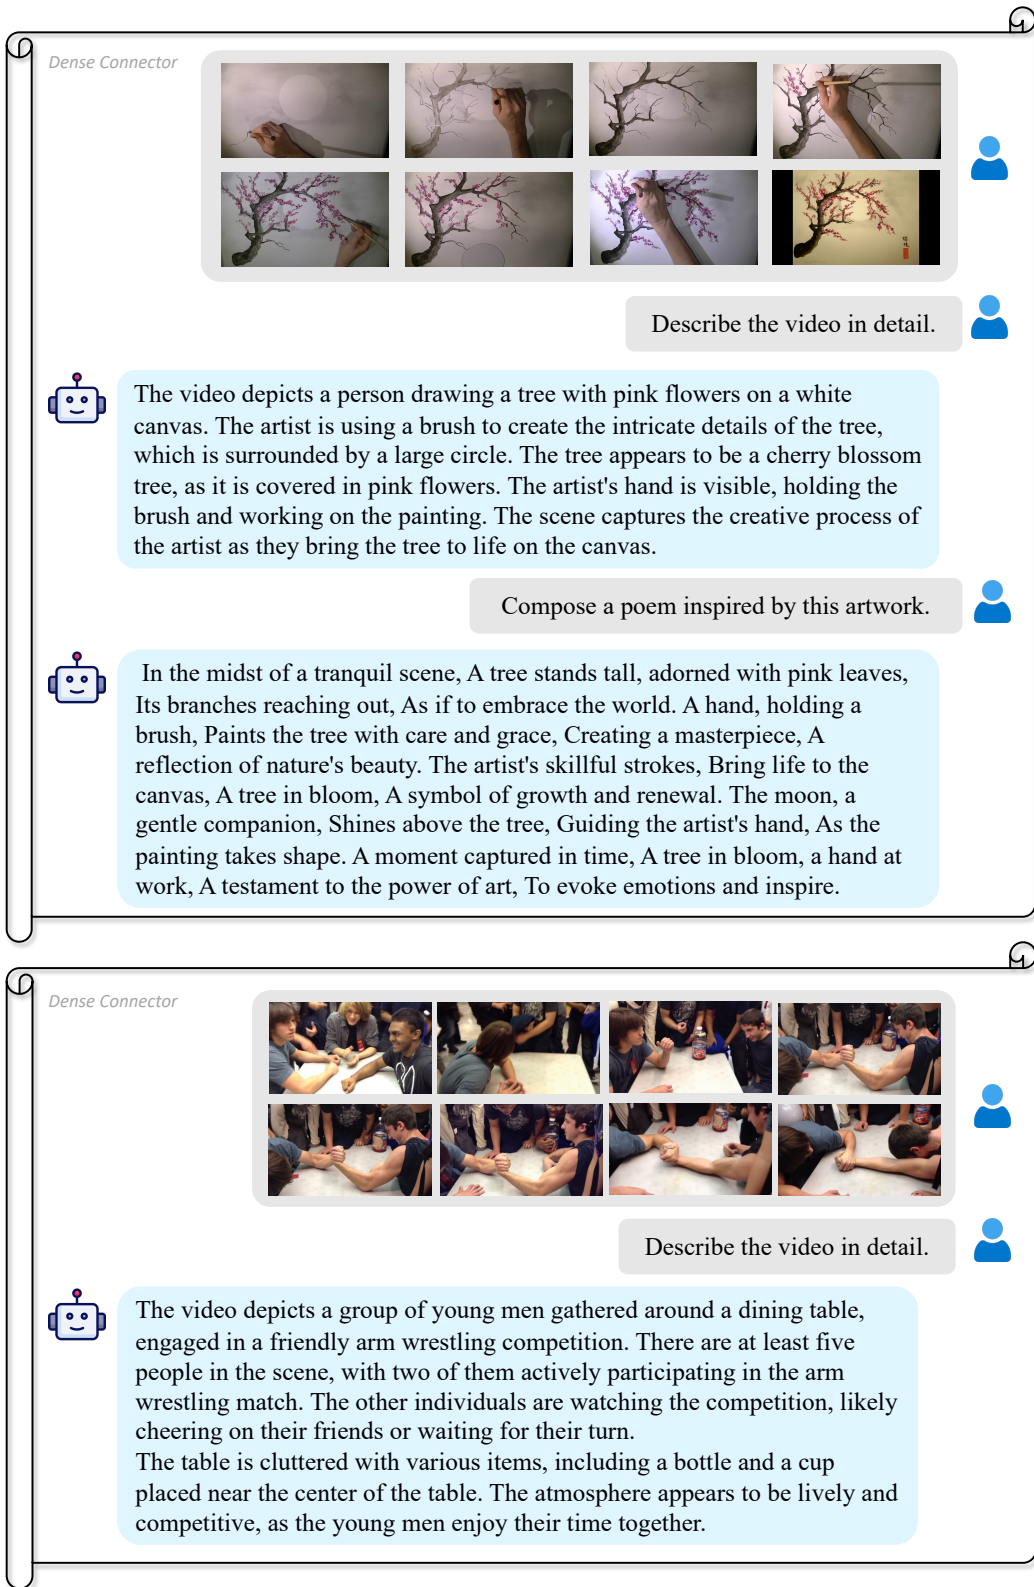 Dense Connector
Describe the video in detail.
The video depicts a person drawing a tree with pink flowers on a white
canvas. The artist is using a brush to create the intricate details of the tree,
which is surrounded by a large circle. The tree appears to be a cherry blossom
tree, as it is covered in pink flowers. The artist's hand is visible, holding the
brush and working on the painting. The scene captures the creative process of
the artist as they bring the tree to life on the canvas.
Compose a poem inspired by this artwork.
In the midst of a tranquil scene, A tree stands tall, adorned with pink leaves,
Its branches reaching out, As if to embrace the world. A hand, holding a
brush, Paints the tree with care and grace, Creating a masterpiece, A
reflection of nature's beauty. The artist's skillful strokes, Bring life to the
canvas, A tree in bloom, A symbol of growth and renewal. The moon, a
gentle companion, Shines above the tree, Guiding the artist's hand, As the
painting takes shape. A moment captured in time, A tree in bloom, a hand at
work, A testament to the power of art, To evoke emotions and inspire.
Dense Connector
Describe the video in detail.
The video depicts a group of young men gathered around a dining table,
engaged in a friendly arm wrestling competition. There are at least five
people in the scene, with two of them actively participating in the arm
wrestling match. The other individuals are watching the competition, likely
cheering on their friends or waiting for their turn.
The table is cluttered with various items, including a bottle and a cup
placed near the center of the table. The atmosphere appears to be lively and
competitive, as the young men enjoy their time together.